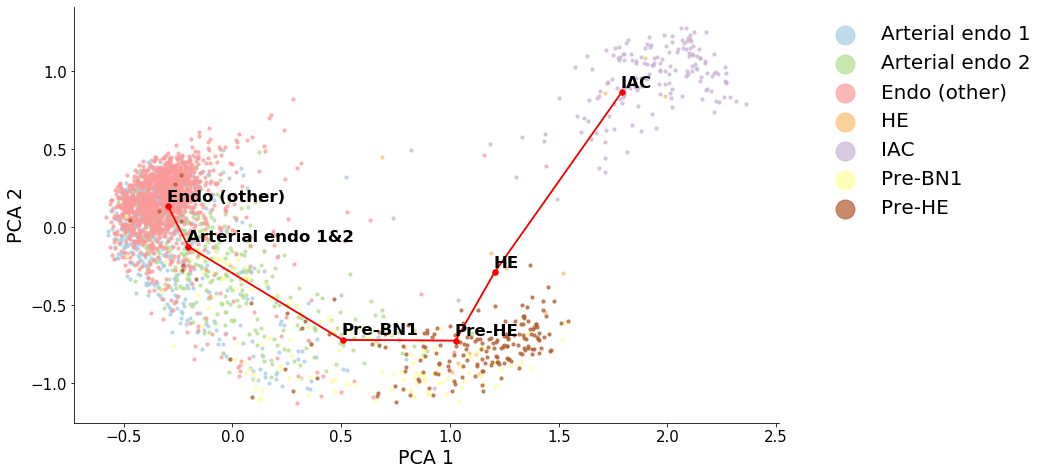 PCA 2
1.0
0.5
0.0
−0.5
−1.0
IAC
Endo (other)
Arterial endo 1&2
HE
Pre-BN1
Pre-HE
−0.5
0.0
0.5
1.0
1.5
2.0
2.5
PCA 1
Arterial endo 1
Arterial endo 2
Endo (other)
HE
IAC
Pre-BN1
Pre-HE